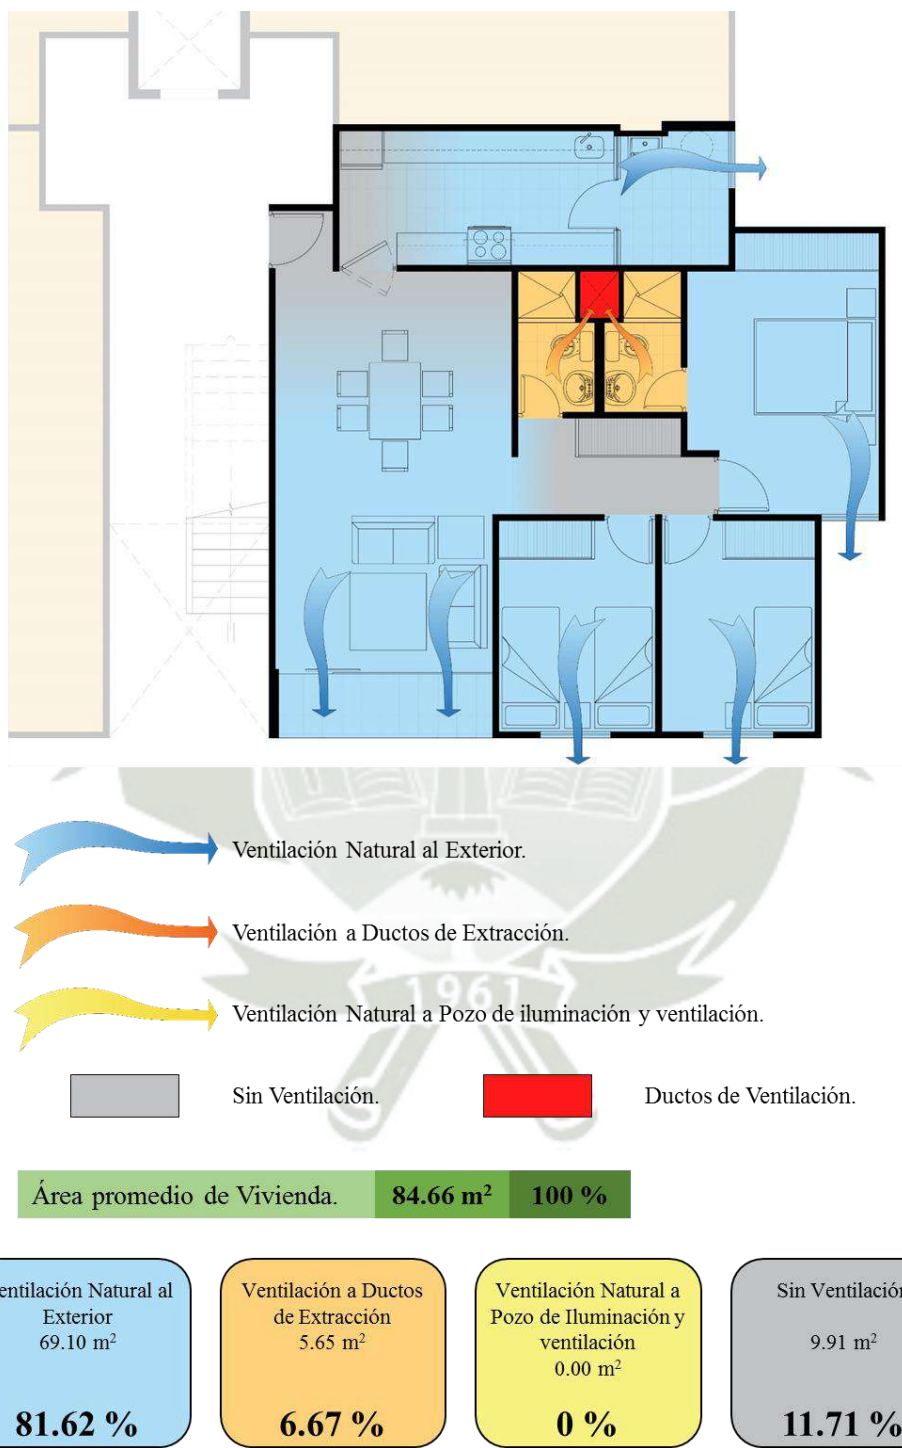 Ventilación Natural al Exterior.
Ventilación a Ductos de Extracción.
1961
Ventilación Natural a Pozo de iluminación y ventilación.
Sin Ventilación. Ductos de Ventilación.
Área promedio de Vivienda. 84.66 m² 100 %
entilación Natural al
Exterior
69.10 m²
81.62 %
Ventilación a Ductos
de Extracción
5.65 m²
6.67 %
Ventilación Natural a
Pozo de Iluminación y
ventilación
0.00 m²
0 %
Sin Ventilación
9.91 m²
11.71 %